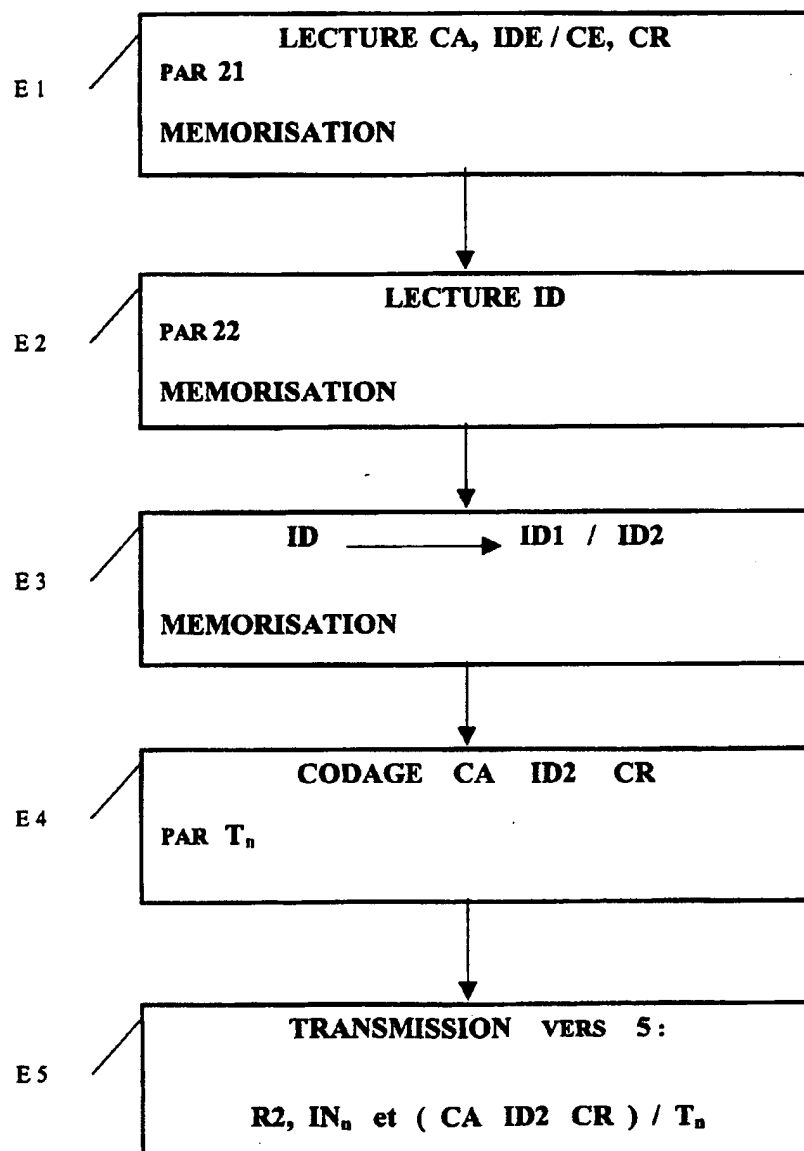 LECTURE CA, IDE / CE, CR
E 1
PAR 21
MEMORISATION
LECTURE ID
E 2
PAR 22
MEMORISATION
ID ID1 / ID2
E 3
MEMORISATION
CODAGE CA ID2 CR
E 4
PAR Tₙ
TRANSMISSION VERS 5 :
E 5
R2, INₙ et ( CA ID2 CR ) / Tₙ